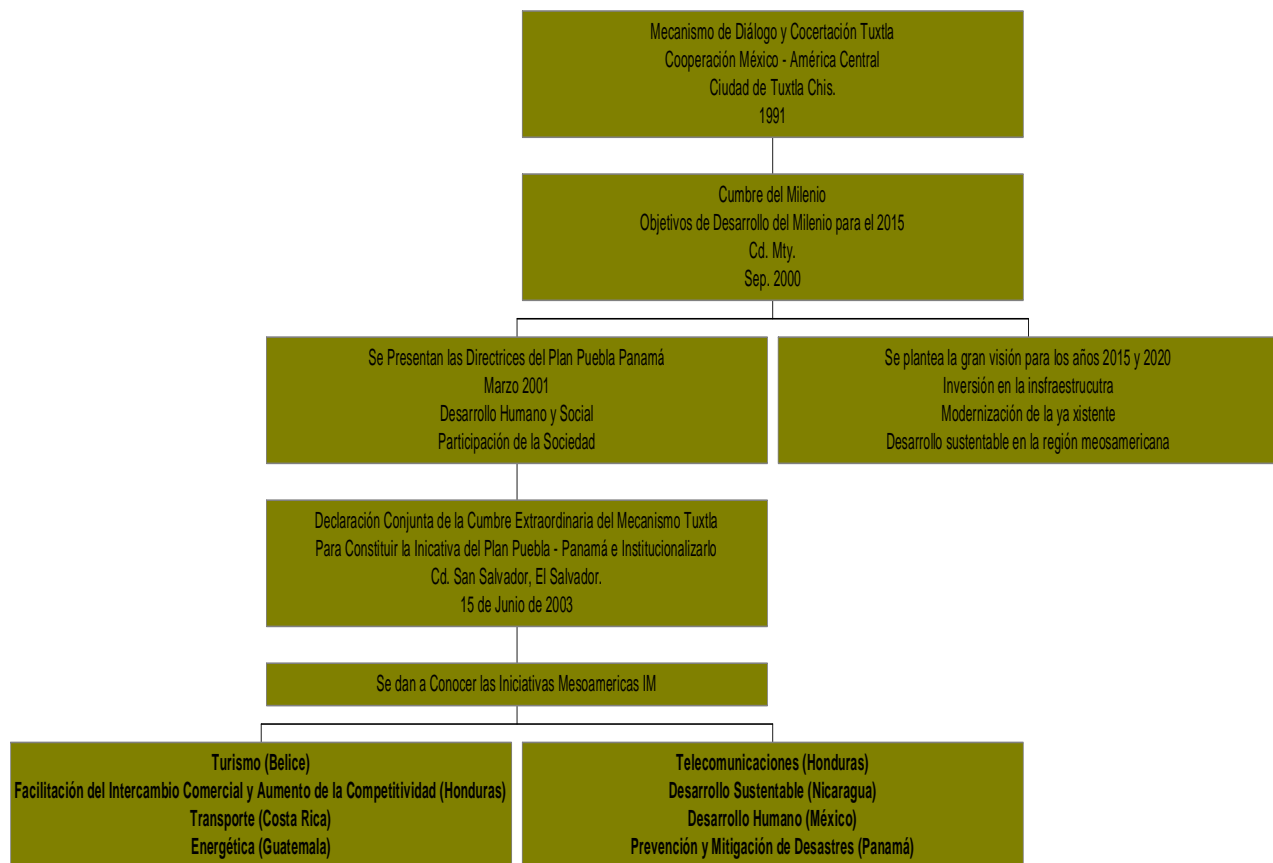 Mecanismo de Diálogo y Cocertación Tuxtla
Cooperación México - América Central
Ciudad de Tuxtla Chis.
1991
Cumbre del Milenio
Objetivos de Desarrollo del Milenio para el 2015
Cd. Mty.
Sep. 2000
Se Presentan las Directrices del Plan Puebla Panamá
Marzo 2001
Desarrollo Humano y Social
Participación de la Sociedad
Se plantea la gran visión para los años 2015 y 2020
Inversión en la insfraestrucutra
Modernización de la ya xistente
Desarrollo sustentable en la región meosamericana
Declaración Conjunta de la Cumbre Extraordinaria del Mecanismo Tuxtla
Para Constituir la Inicativa del Plan Puebla - Panamá e Institucionalizarlo
Cd. San Salvador, El Salvador.
15 de Junio de 2003
Se dan a Conocer las Iniciativas Mesoamericas IM
Turismo (Belice)
Facilitación del Intercambio Comercial y Aumento de la Competitividad (Honduras)
Transporte (Costa Rica)
Energética (Guatemala)
Telecomunicaciones (Honduras)
Desarrollo Sustentable (Nicaragua)
Desarrollo Humano (México)
Prevención y Mitigación de Desastres (Panamá)